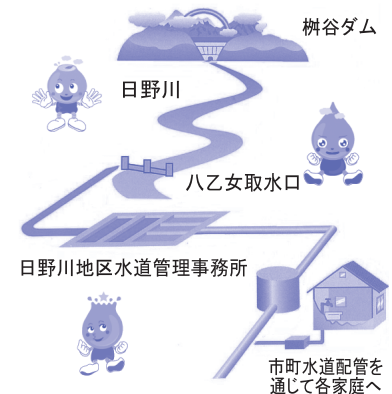 桝谷ダム
日野川
八乙女取水口
日野川地区水道管理事務所
市町水道配管を
通じて各家庭へ